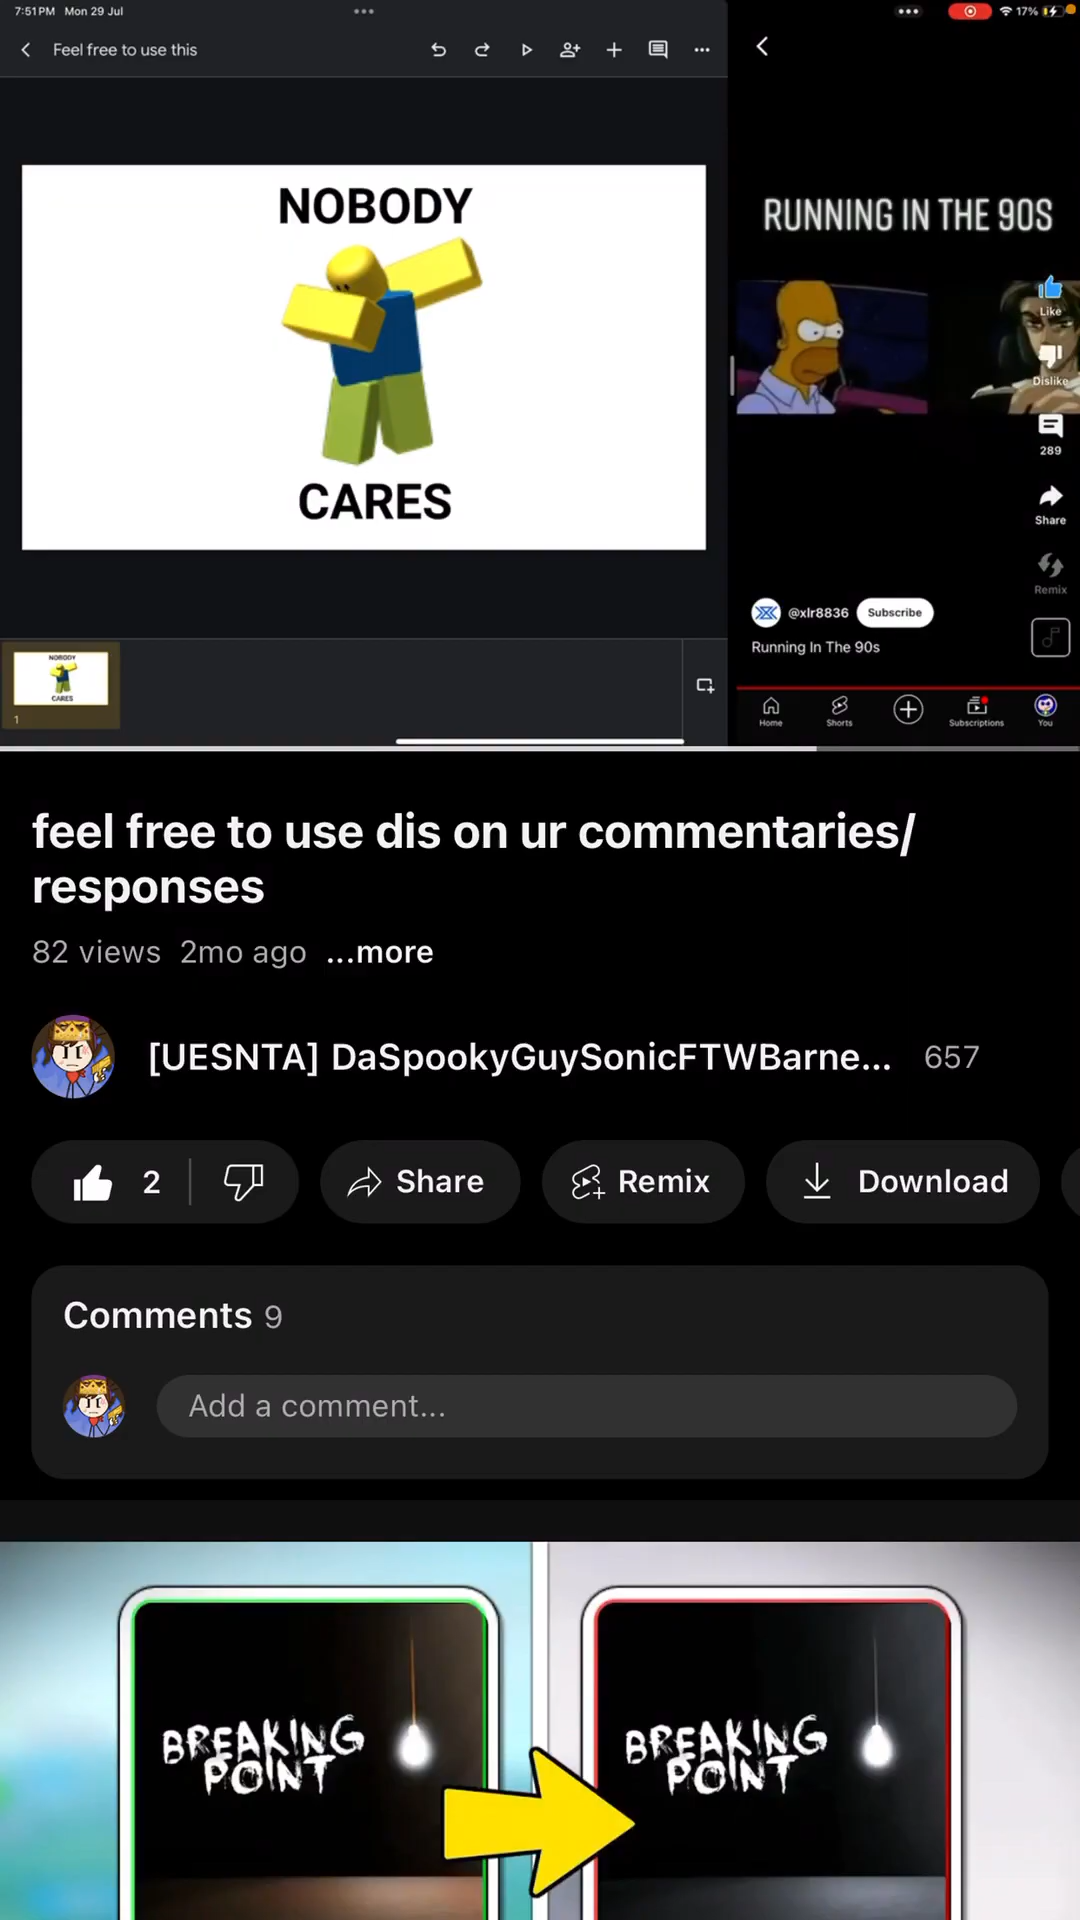 7:51 PM Mon 29 Jul
17%
Feel free to use this
NOBODY
CARES
NOBODY
CARES
1
RUNNING IN THE 90S
Like
Dislike
289
Share
Remix
@xlr8836 Subscribe
Running In The 90s
Home
Shorts
Subscriptions
You
feel free to use dis on ur commentaries/
responses
82 views 2mo ago ...more
[UESNTA] DaSpookyGuySonicFTWBarne... 657
2 Share Remix Download
Comments 9
Add a comment...
BREAKING
POINT
BREAKING
POINT